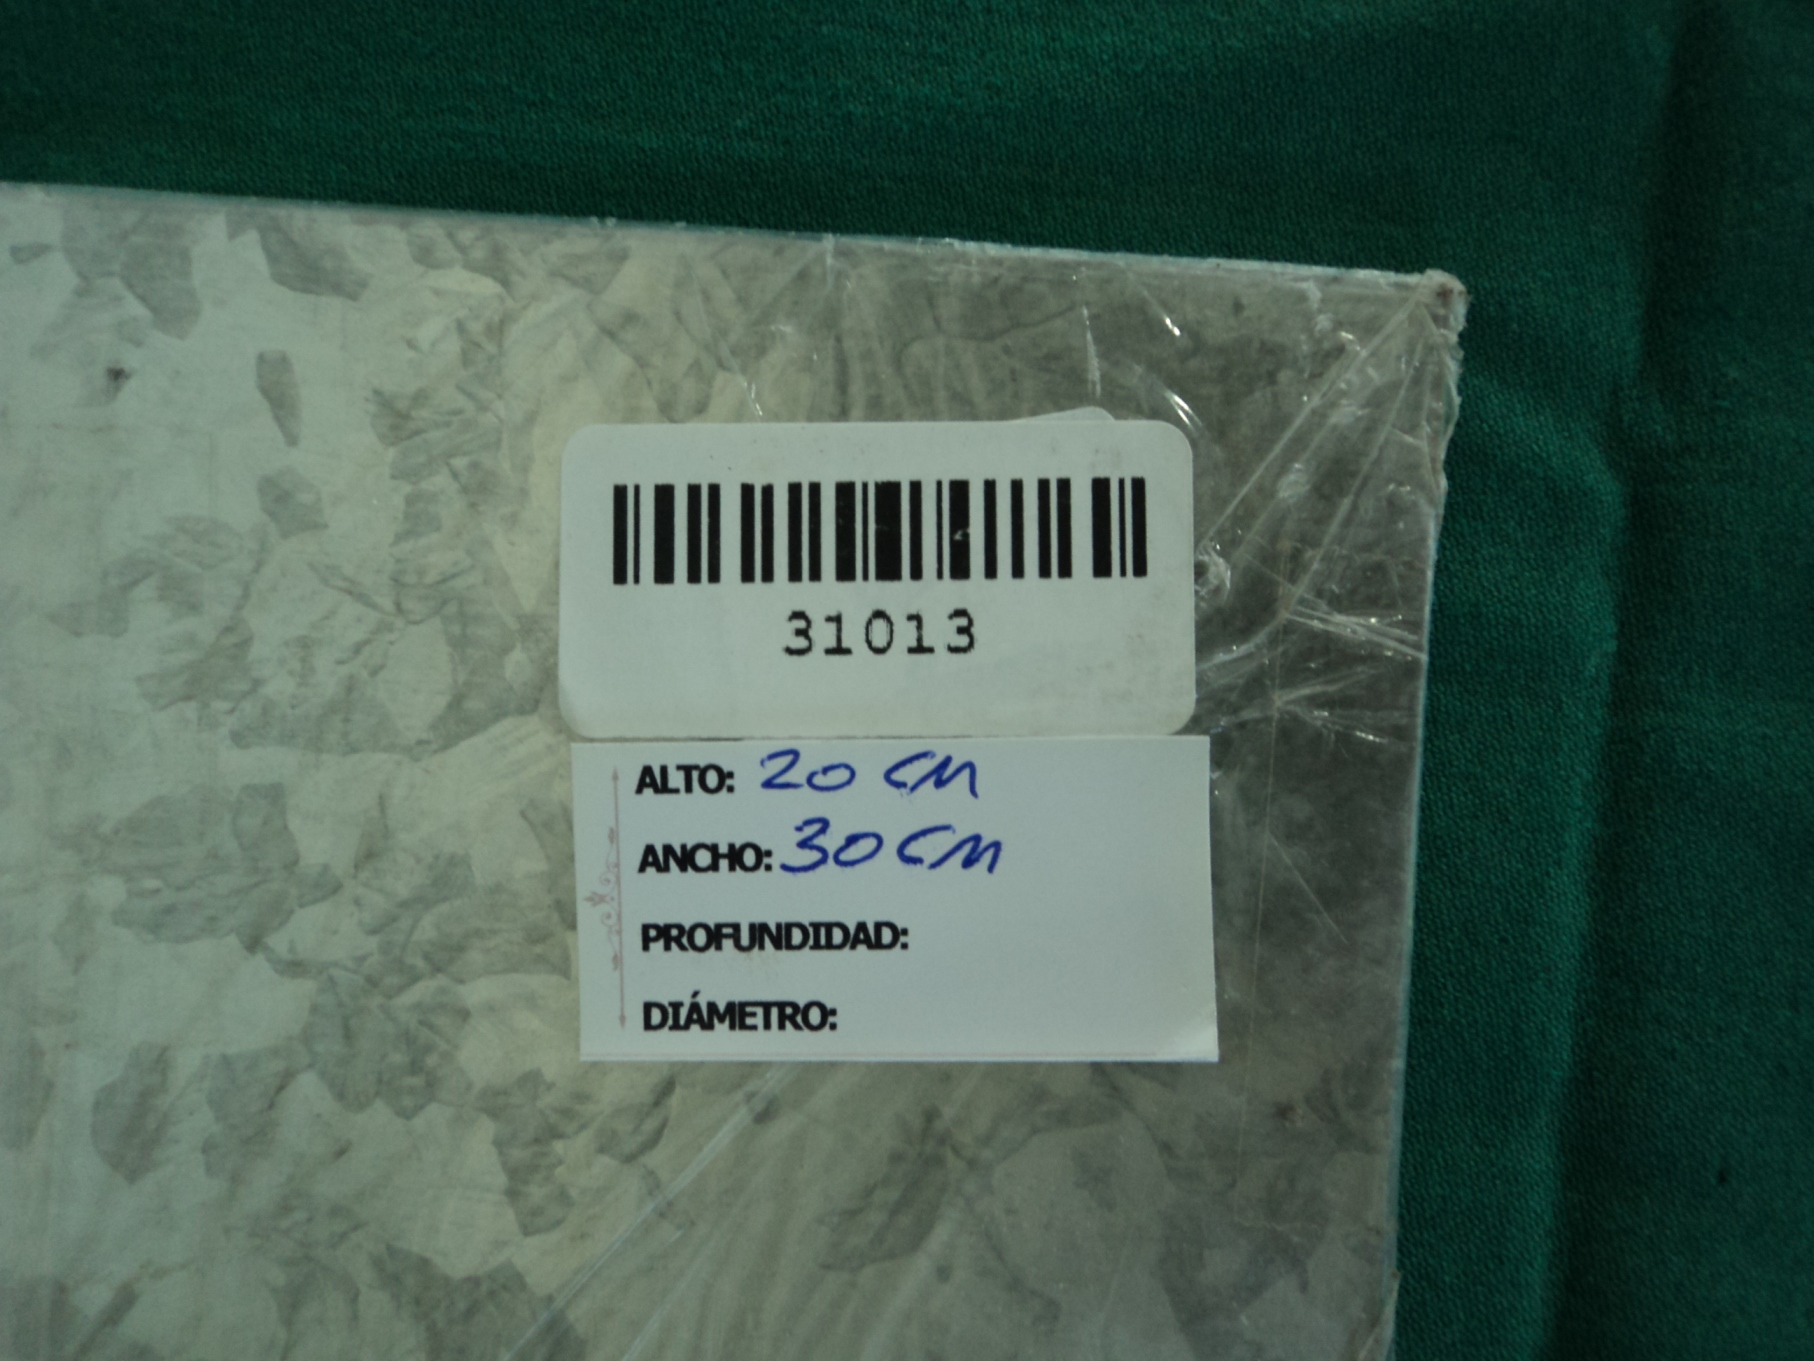 31013
ALTO: 20 CM
ANCHO: 30 CM
PROFUNDIDAD:
DIÁMETRO: